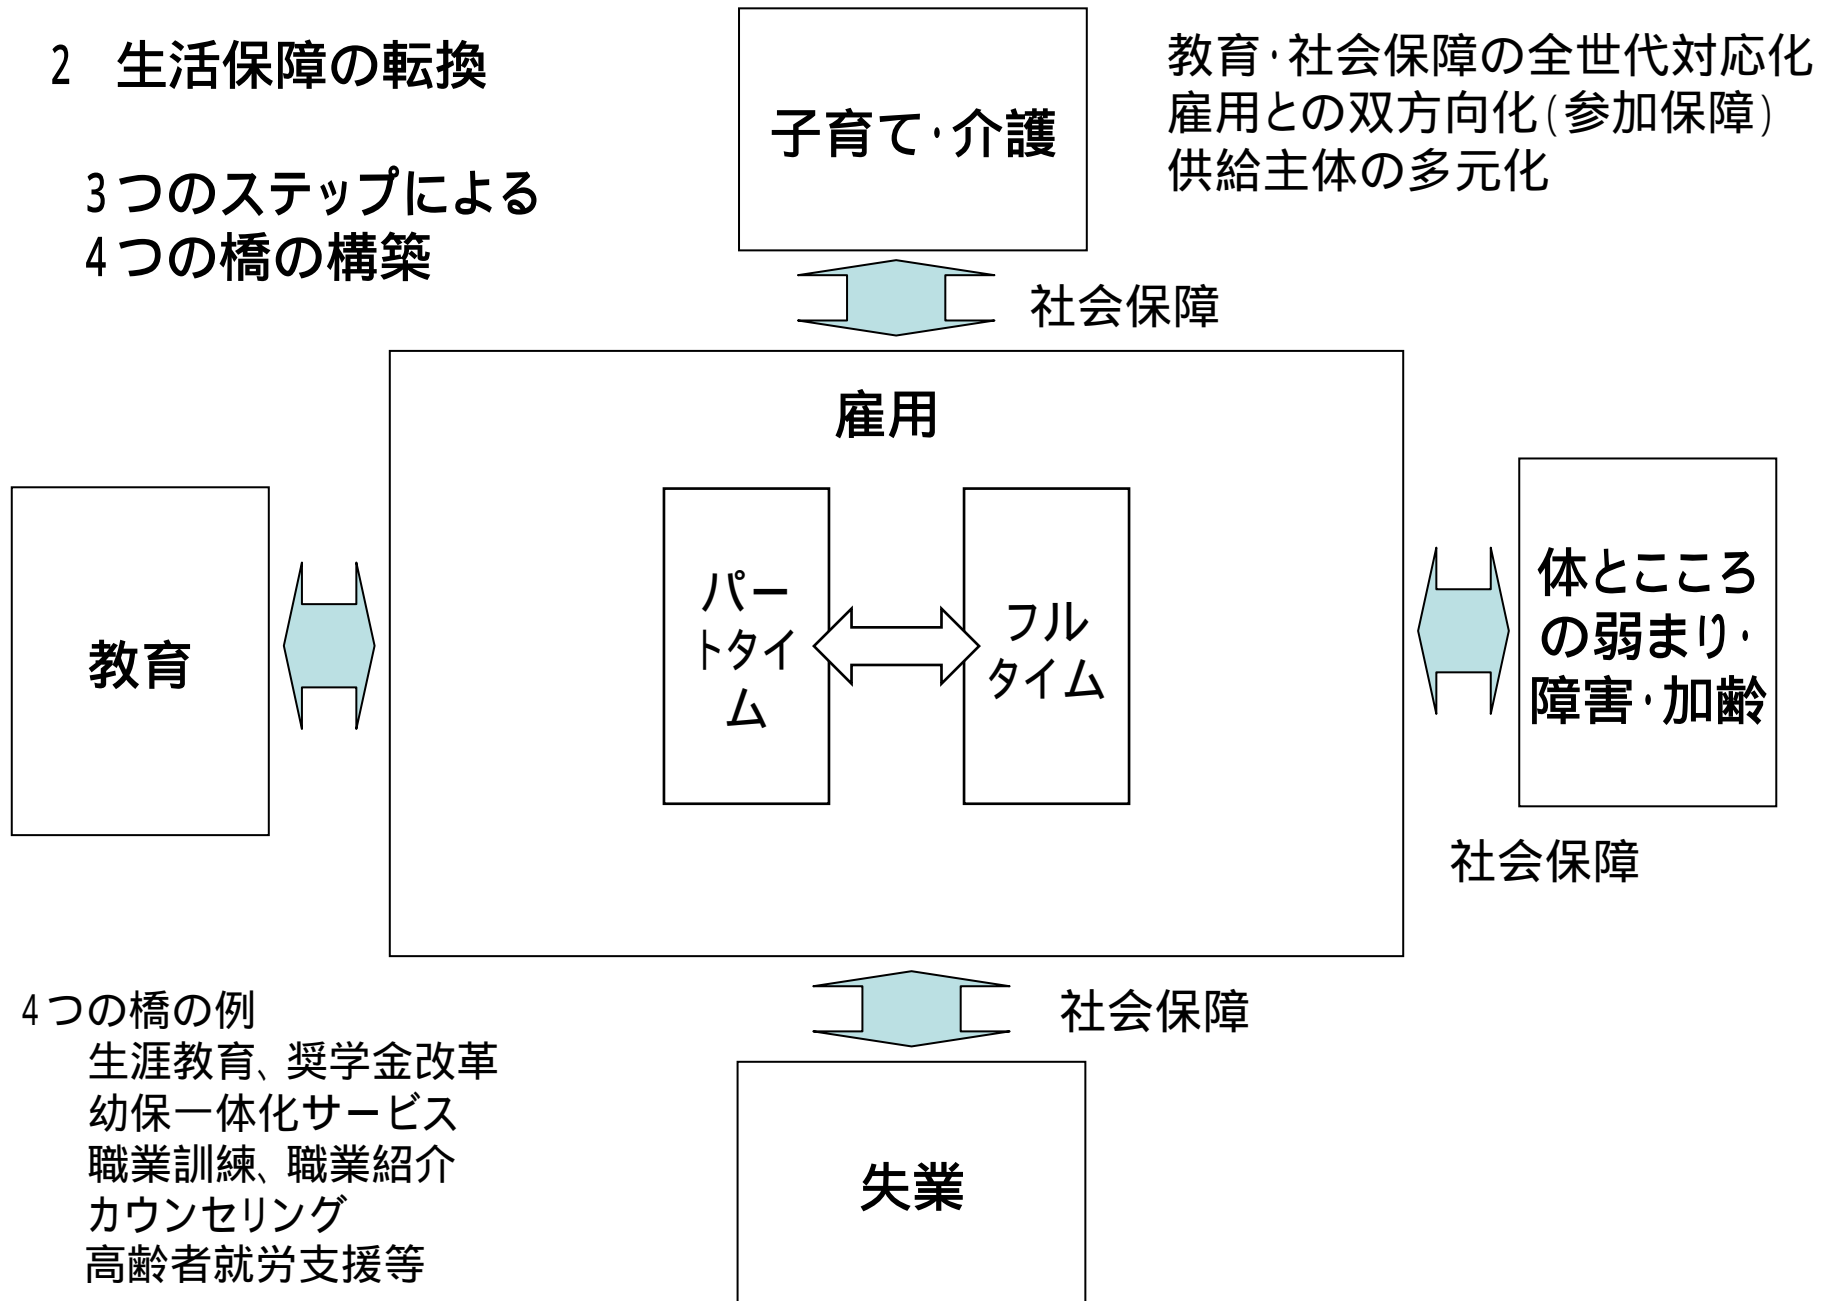 2　生活保障の転換
3つのステップによる
4つの橋の構築
子育て・介護
教育・社会保障の全世代対応化
雇用との双方向化(参加保障)
供給主体の多元化
社会保障
雇用
教育
パー
トタイ
ム
フル
タイム
体とこころ
の弱まり・
障害・加齢
社会保障
社会保障
4つの橋の例
生涯教育、奨学金改革
幼保一体化サービス
職業訓練、職業紹介
カウンセリング
高齢者就労支援等
失業